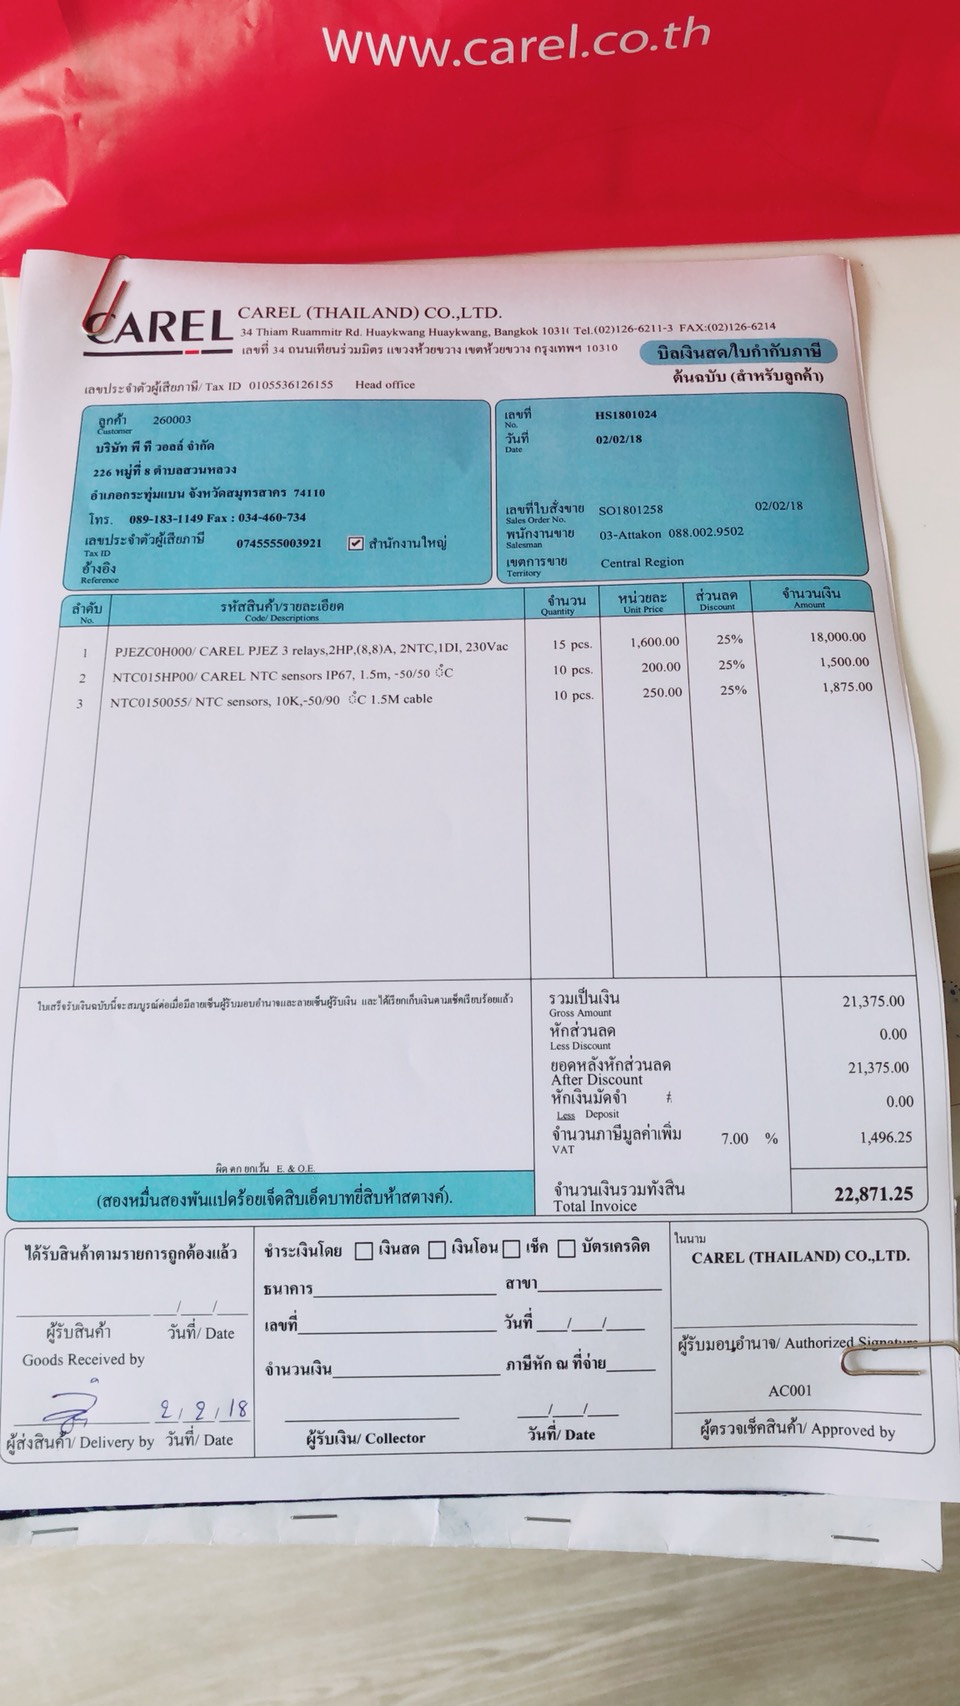 www.carel.co.th
CAREL
CAREL (THAILAND) CO.,LTD.
34 Thiam Ruammitr Rd. Huaykwang Huaykwang, Bangkok 10310 Tel.(02)126-6211-3 FAX:(02)126-6214
เลขที่ 34 ถนนเทียนร่วมมิตร แขวงห้วยขวาง เขตห้วยขวาง กรุงเทพฯ 10310
บิลเงินสด/ใบกำกับภาษี
ต้นฉบับ (สำหรับลูกค้า)
เลขประจำตัวผู้เสียภาษี/ Tax ID 0105536126155 Head office
ลูกค้า 260003
Customer
บริษัท พี ที วอลล์ จำกัด
226 หมู่ที่ 8 ตำบลสวนหลวง
อำเภอกระทุ่มแบน จังหวัดสมุทรสาคร 74110
โทร. 089-183-1149 Fax : 034-460-734
เลขประจำตัวผู้เสียภาษี 0745555003921 สำนักงานใหญ่
Tax ID
อ้างอิง
Reference
เลขที่ HS1801024
No.
วันที่ 02/02/18
Date
เลขที่ใบสั่งขาย SO1801258 02/02/18
Sales Order No.
พนักงานขาย 03-Attakon 088.002.9502
Salesman
เขตการขาย Central Region
Territory
ลำดับ รหัสสินค้า/รายละเอียด จำนวน หน่วยละ ส่วนลด จำนวนเงิน
No. Code/ Descriptions Quantity Unit Price Discount Amount
1 PJEZC0H000/ CAREL PJEZ 3 relays,2HP,(8,8)A, 2NTC,1DI, 230Vac 15 pcs. 1,600.00 25% 18,000.00
2 NTC015HP00/ CAREL NTC sensors IP67, 1.5m, -50/50 ํC 10 pcs. 200.00 25% 1,500.00
3 NTC0150055/ NTC sensors, 10K,-50/90 ํC 1.5M cable 10 pcs. 250.00 25% 1,875.00
ใบเสร็จรับเงินฉบับนี้จะสมบูรณ์ต่อเมื่อมีลายเซ็นผู้รับมอบอำนาจและลายเซ็นผู้รับเงิน และได้เรียกเก็บเงินตามเช็คเรียบร้อยแล้ว
รวมเป็นเงิน 21,375.00
Gross Amount
หักส่วนลด 0.00
Less Discount
ยอดหลังหักส่วนลด 21,375.00
After Discount
หักเงินมัดจำ 0.00
Less Deposit
จำนวนภาษีมูลค่าเพิ่ม 7.00 % 1,496.25
VAT
ผิด ตก ยกเว้น E. & O.E.
(สองหมื่นสองพันแปดร้อยเจ็ดสิบเอ็ดบาทยี่สิบห้าสตางค์).
จำนวนเงินรวมทั้งสิ้น 22,871.25
Total Invoice
ได้รับสินค้าตามรายการถูกต้องแล้ว
ผู้รับสินค้า วันที่/ Date
Goods Received by
2/2/18
ผู้ส่งสินค้า/ Delivery by วันที่/ Date
ชำระเงินโดย เงินสด เงินโอน เช็ค บัตรเครดิต
ธนาคาร สาขา
เลขที่ วันที่
จำนวนเงิน ภาษีหัก ณ ที่จ่าย
ผู้รับเงิน/ Collector วันที่/ Date
ในนาม
CAREL (THAILAND) CO.,LTD.
ผู้รับมอบอำนาจ/ Authorized Signature
AC001
ผู้ตรวจเช็คสินค้า/ Approved by